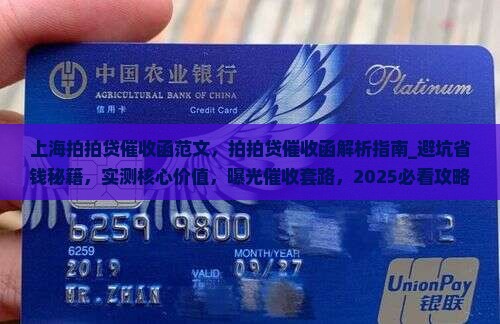 中国农业银行
Platinum
AGRICULTURAL BANK OF CHINA
信用卡
Credit Card
上海拍拍贷催收函范文，拍拍贷催收函解析指南_避坑省
钱秘籍，实测核心价值，曝光催收套路，2025必看攻略
6259 9800
6259
MONTH/YEAR
2019
VALID
09/27
MR.ZHAN
UnionPay
银联